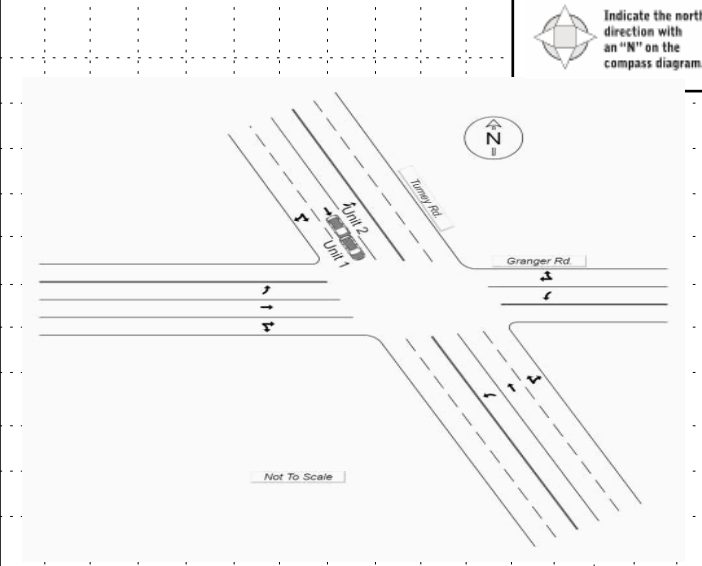 Indicate the north
direction with
an "N" on the
compass diagram.
N
Turney Rd.
Unit 2
Unit 1
Granger Rd.
Not To Scale